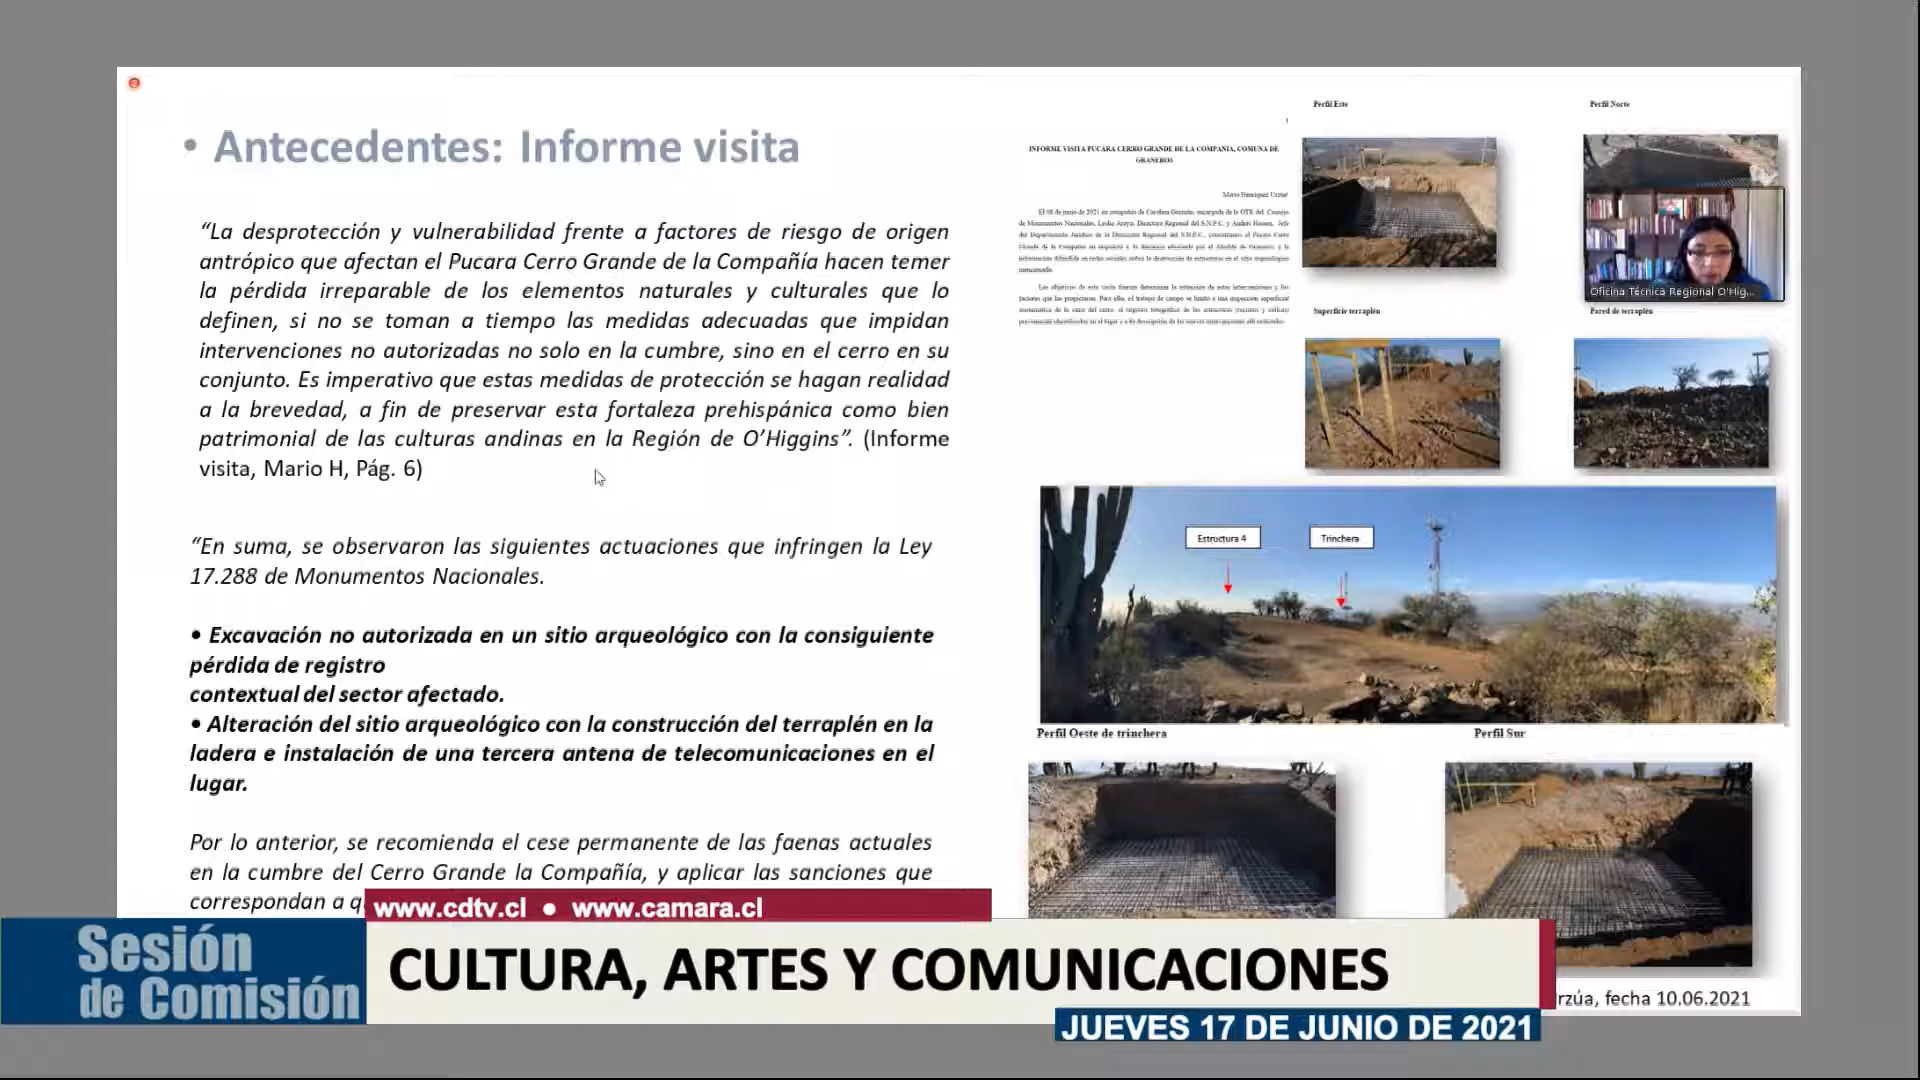 • Antecedentes: Informe visita
“La desprotección y vulnerabilidad frente a factores de riesgo de origen
antrópico que afectan el Pucara Cerro Grande de la Compañía hacen temer
la pérdida irreparable de los elementos naturales y culturales que lo
definen, si no se toman a tiempo las medidas adecuadas que impidan
intervenciones no autorizadas no solo en la cumbre, sino en el cerro en su
conjunto. Es imperativo que estas medidas de protección se hagan realidad
a la brevedad, a fin de preservar esta fortaleza prehispánica como bien
patrimonial de las culturas andinas en la Región de O’Higgins”. (Informe
visita, Mario H, Pág. 6)
“En suma, se observaron las siguientes actuaciones que infringen la Ley
17.288 de Monumentos Nacionales.
• Excavación no autorizada en un sitio arqueológico con la consiguiente
pérdida de registro
contextual del sector afectado.
• Alteración del sitio arqueológico con la construcción del terraplén en la
ladera e instalación de una tercera antena de telecomunicaciones en el
lugar.
Por lo anterior, se recomienda el cese permanente de las faenas actuales
en la cumbre del Cerro Grande la Compañía, y aplicar las sanciones que
correspondan a q
INFORME VISITA PUCARA CERRO GRANDE DE LA COMPAÑÍA, COMUNA DE
GRANEROS
Perfil Este
Perfil Norte
Oficina Técnica Regional O'Hig...
Superficie terraplén
Pared de terraplén
Estructura 4
Trinchera
Perfil Oeste de trinchera
Perfil Sur
rzúa, fecha 10.06.2021
www.cdtv.cl ● www.camara.cl
Sesión
de Comisión
CULTURA, ARTES Y COMUNICACIONES
JUEVES 17 DE JUNIO DE 2021